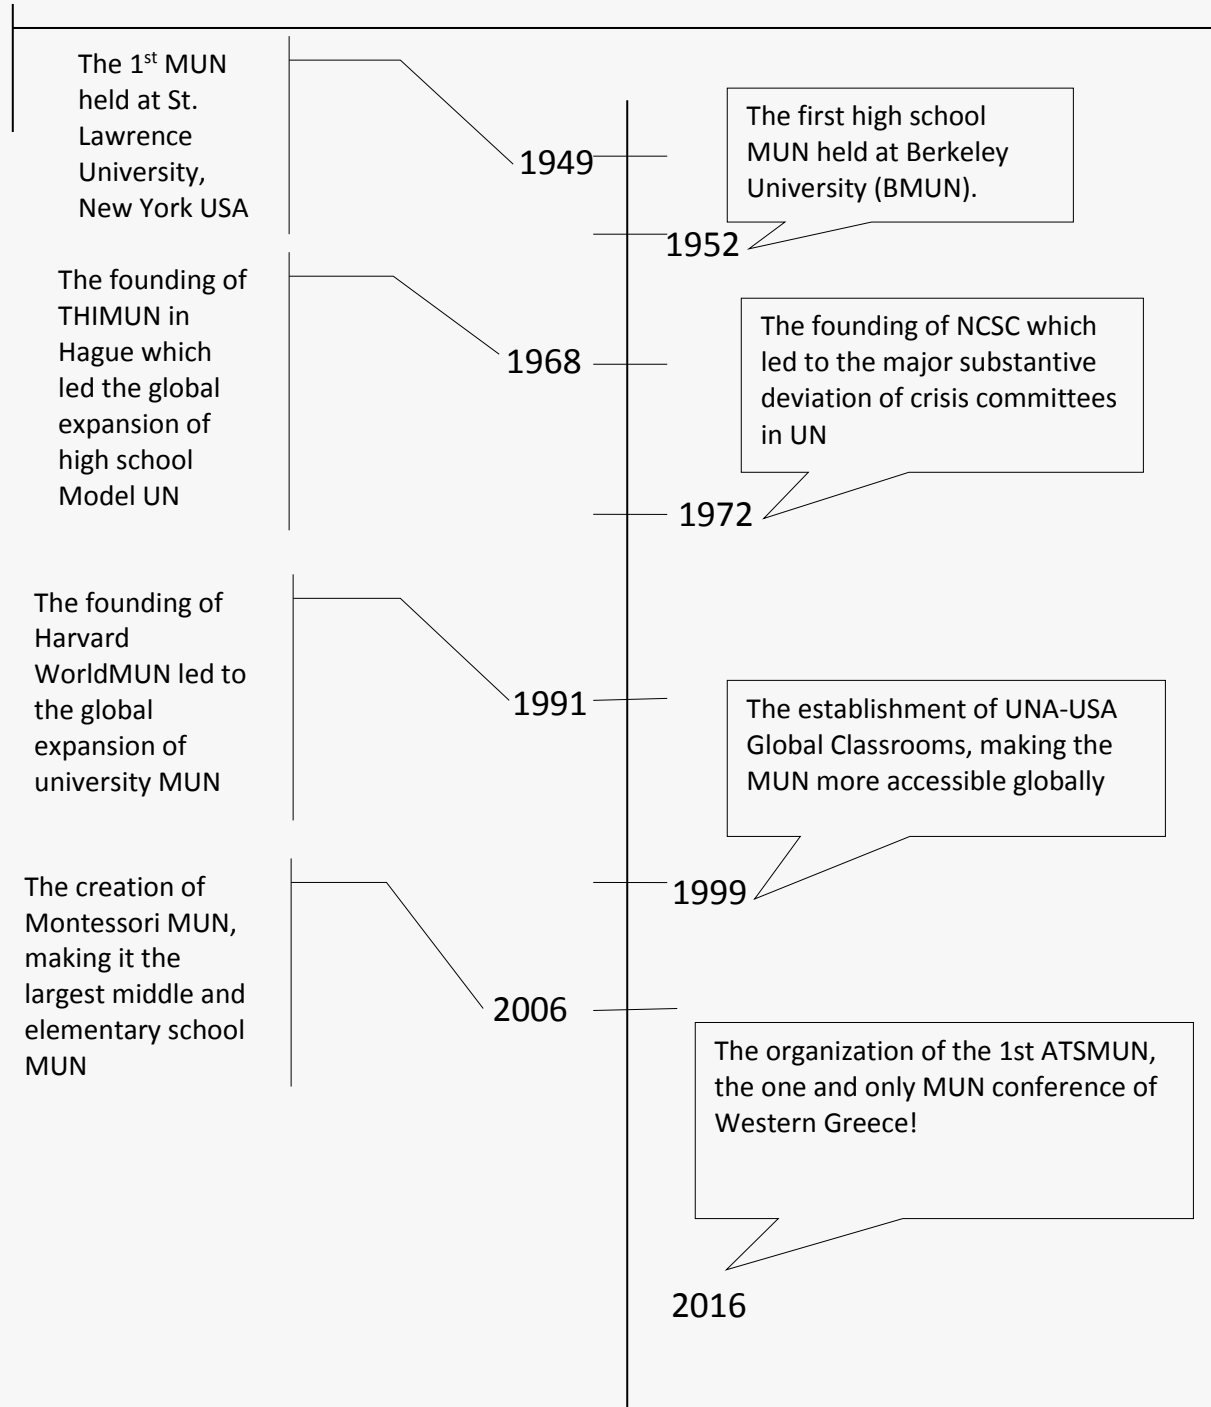 The 1st MUN
held at St.
Lawrence
University,
New York USA
1949
The first high school
MUN held at Berkeley
University (BMUN).
1952
The founding of
THIMUN in
Hague which
led the global
expansion of
high school
Model UN
1968
The founding of NCSC which
led to the major substantive
deviation of crisis committees
in UN
1972
The founding of
Harvard
WorldMUN led to
the global
expansion of
university MUN
1991
The establishment of UNA-USA
Global Classrooms, making the
MUN more accessible globally
1999
The creation of
Montessori MUN,
making it the
largest middle and
elementary school
MUN
2006
The organization of the 1st ATSMUN,
the one and only MUN conference of
Western Greece!
2016